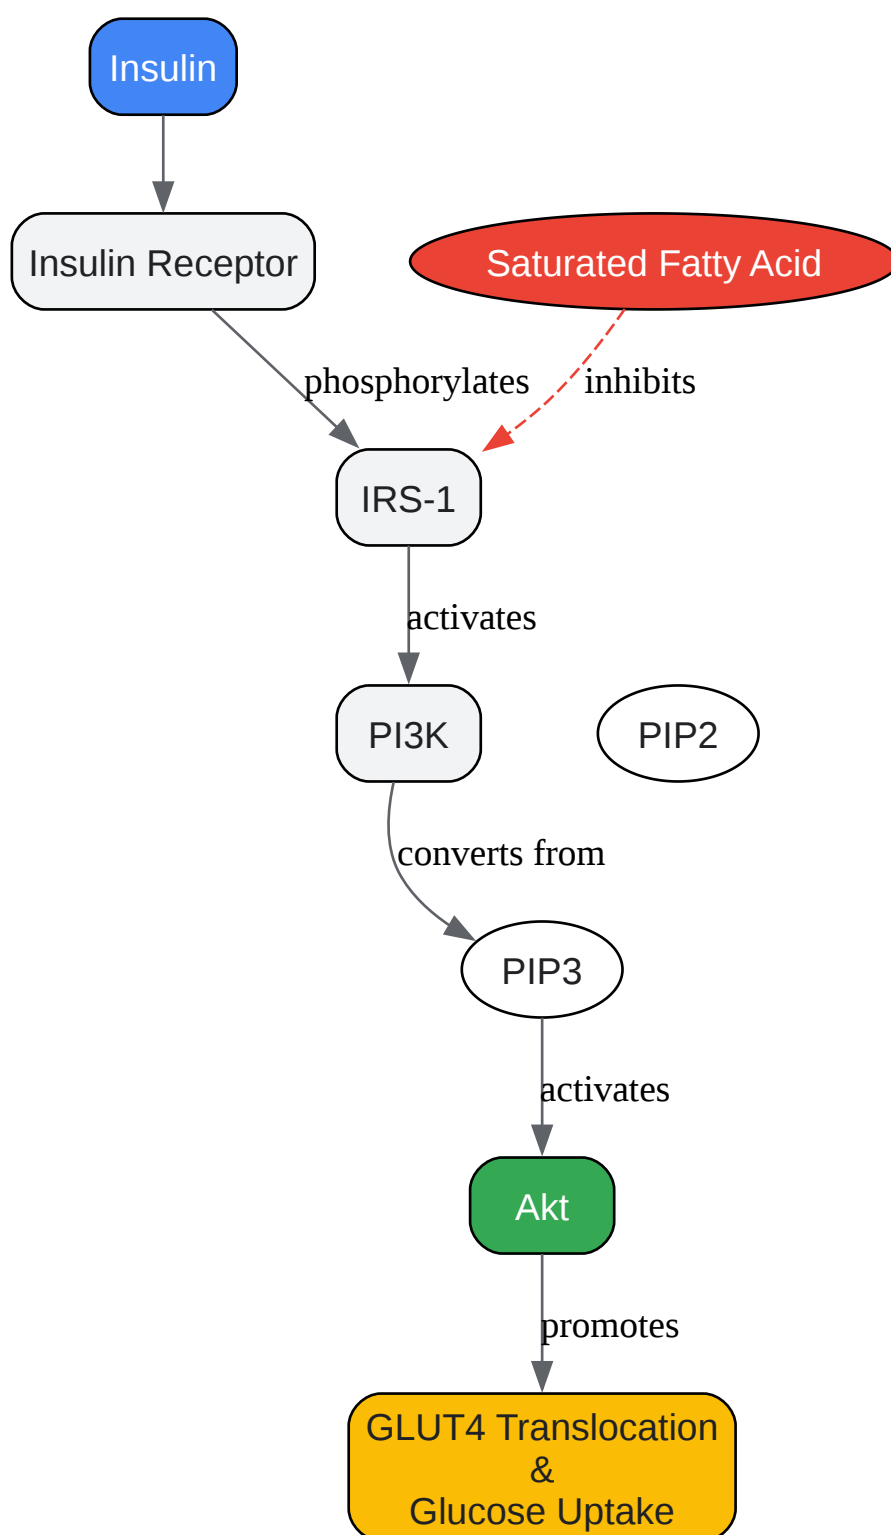 Insulin
Insulin Receptor
Saturated Fatty Acid
phosphorylates
inhibits
IRS-1
activates
PI3K
PIP2
converts from
PIP3
activates
Akt
promotes
GLUT4 Translocation
&
Glucose Uptake